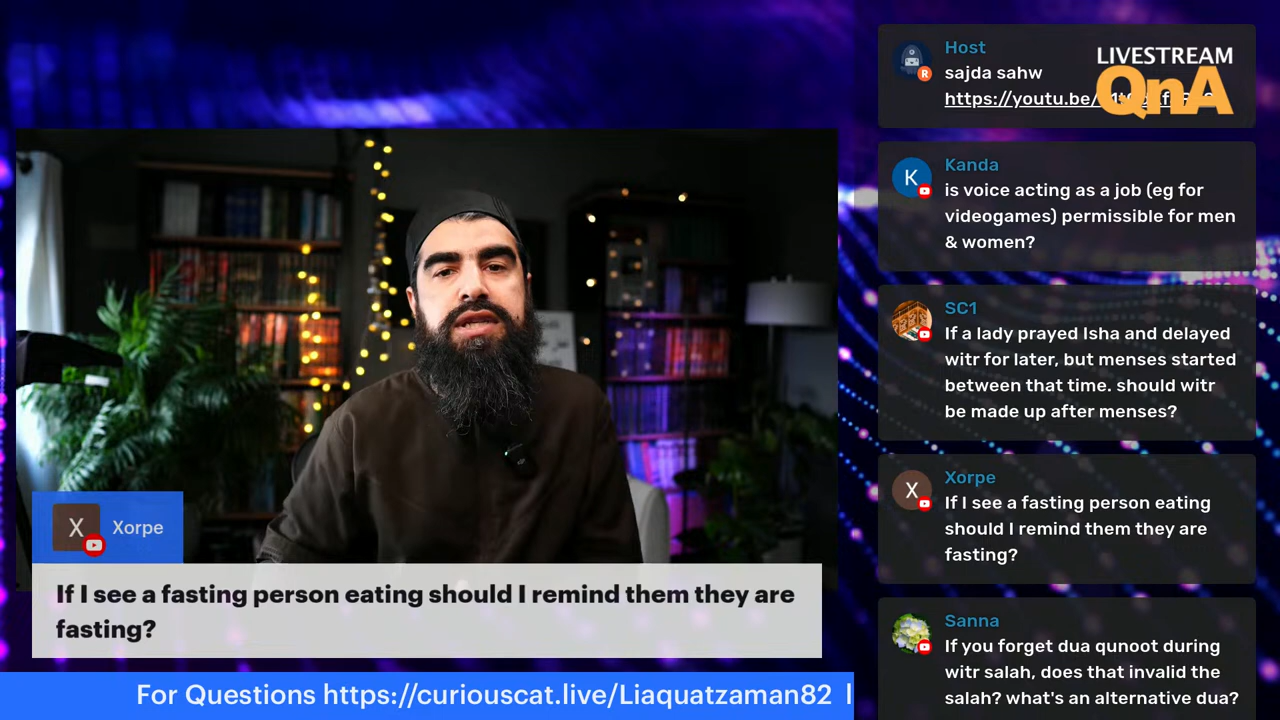 LIVESTREAM
QnA
Host
R
sajda sahw
https://youtu.be/
K
Kanda
is voice acting as a job (eg for
videogames) permissible for men
& women?
SC1
If a lady prayed Isha and delayed
witr for later, but menses started
between that time. should witr
be made up after menses?
X
Xorpe
If I see a fasting person eating
should I remind them they are
fasting?
Sanna
If you forget dua qunoot during
witr salah, does that invalid the
salah? what's an alternative dua?
X
Xorpe
If I see a fasting person eating should I remind them they are
fasting?
For Questions https://curiouscat.live/Liaquatzaman82